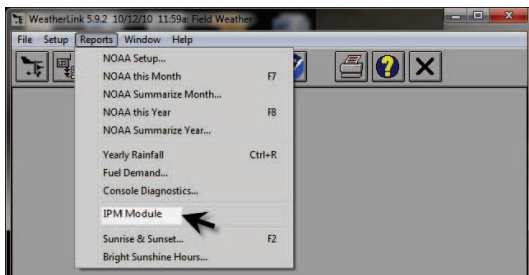 WeatherLink 5.9.2 10/12/10 11:59a: Field Weather
File Setup Reports Window Help
NOAA Setup...
NOAA this Month F7
NOAA Summarize Month...
NOAA this Year F8
NOAA Summarize Year...
Yearly Rainfall Ctrl+R
Fuel Demand...
Console Diagnostics...
IPM Module
Sunrise & Sunset... F2
Bright Sunshine Hours...